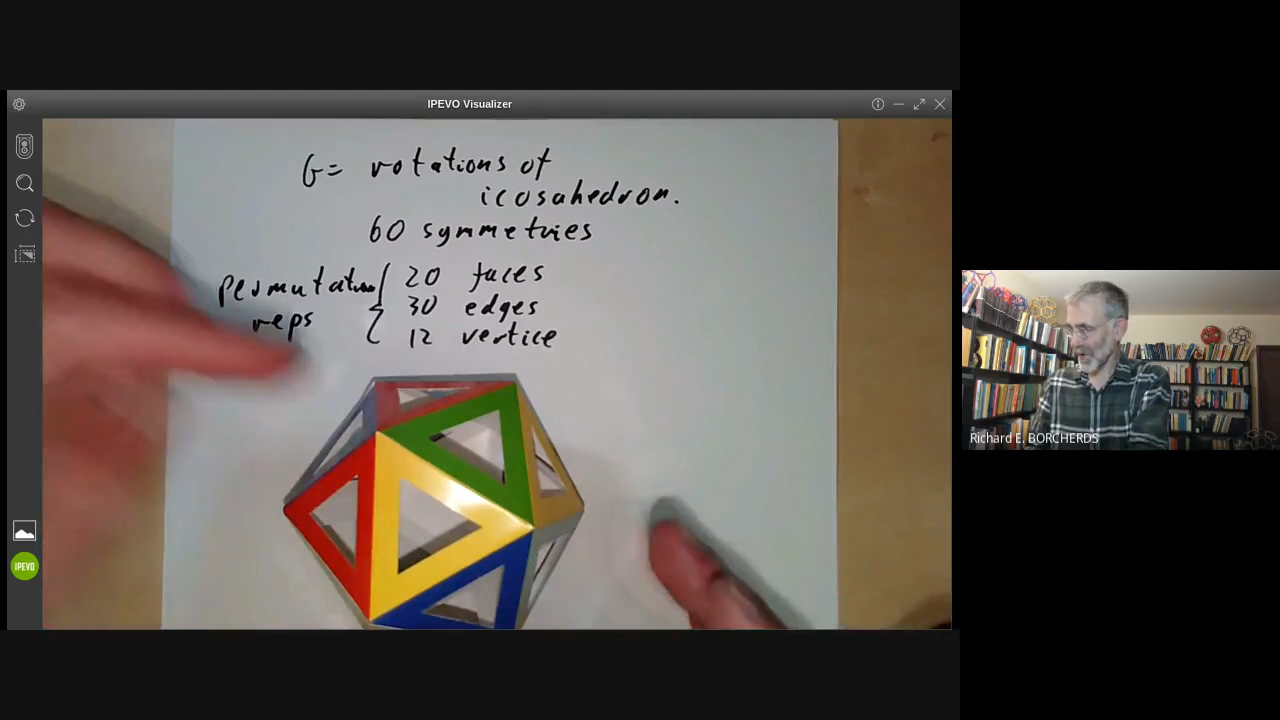 IPEVO Visualizer
G = rotations of
icosahedron.
60 symmetries
permutation
reps
20 faces
30 edges
12 vertice
IPEVO
Richard E. BORCHERDS